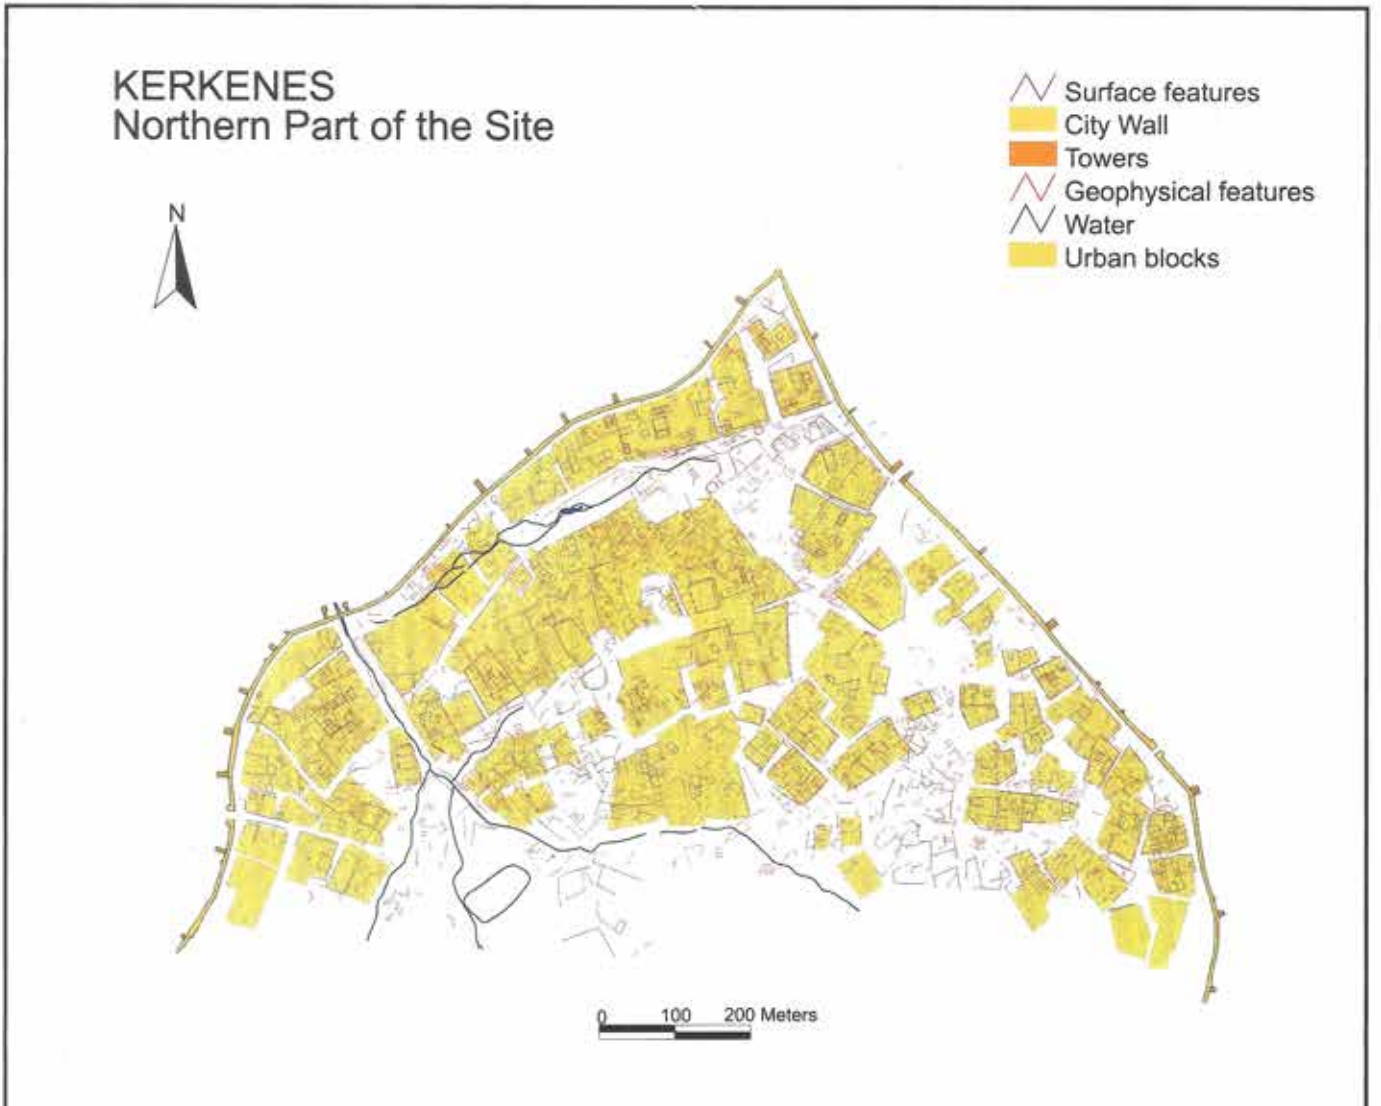 KERKENES
Northern Part of the Site
N
Surface features
City Wall
Towers
Geophysical features
Water
Urban blocks
0 100 200 Meters